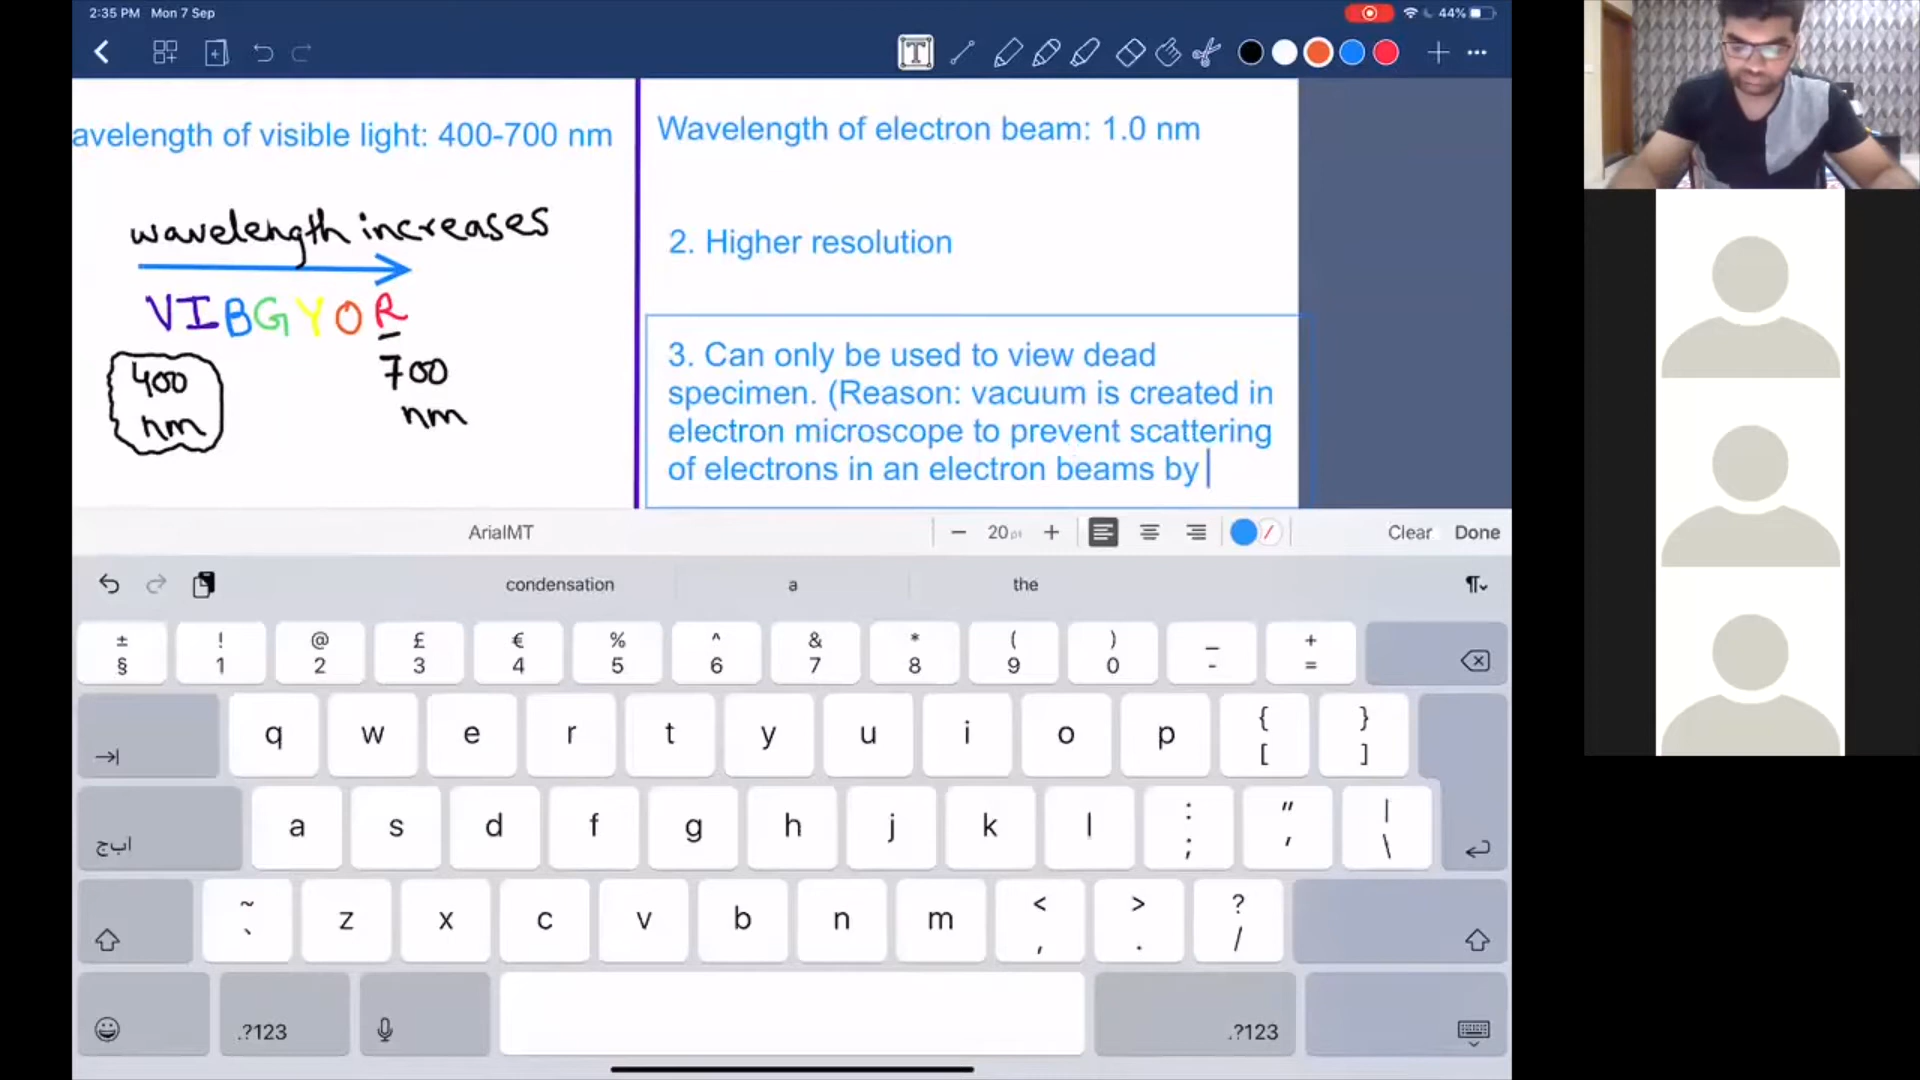 2:35 PM Mon 7 Sep
44%
T
avelength of visible light: 400-700 nm
wavelength increases
VIBGYOR
400
nm
700
nm
Wavelength of electron beam: 1.0 nm
2. Higher resolution
3. Can only be used to view dead
specimen. (Reason: vacuum is created in
electron microscope to prevent scattering
of electrons in an electron beams by
ArialMT
− 20 pt +
Clear Done
condensation a the
± ! @ £ € % ^ & * ( ) _ +
§ 1 2 3 4 5 6 7 8 9 0 - =
q w e r t y u i o p { }
[ ]
ا ب ج a s d f g h j k l : " |
; ' \
~ z x c v b n m < > ?
` , . /
.?123 .?123